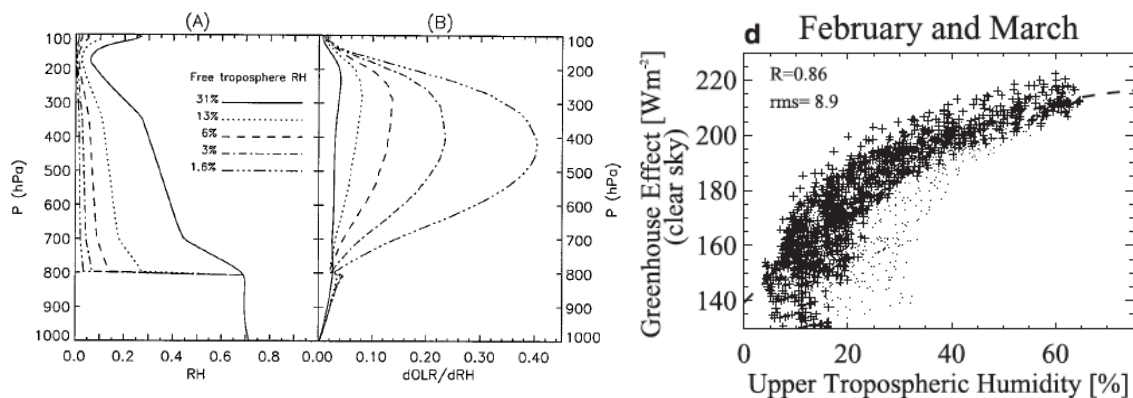 (A)
P (hPa)
100
200
300
400
500
600
700
800
900
1000
Free troposphere RH
31%
13%
6%
3%
1.6%
0.0 0.2 0.4 0.6 0.8
RH
(B)
0.00 0.10 0.20 0.30 0.40
dOLR/dRH
100
200
300
400
500
600
700
800
900
1000
P (hPa)
d February and March
Greenhouse Effect [Wm-2]
(clear sky)
220
200
180
160
140
R=0.86
rms= 8.9
0 20 40 60
Upper Tropospheric Humidity [%]